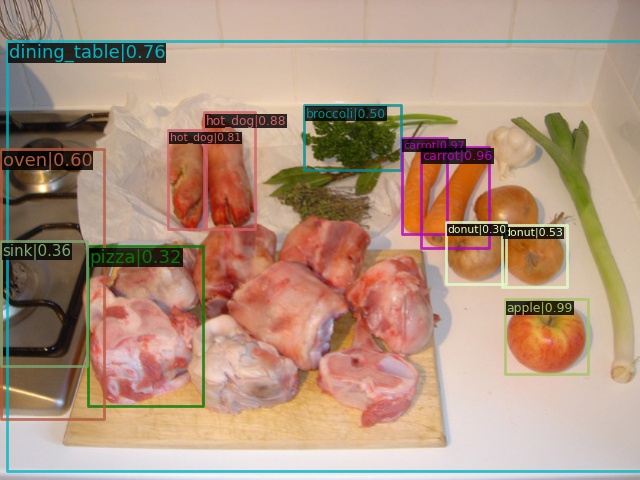 dining_table|0.76
hot_dog|0.88
broccoli|0.50
hot_dog|0.81
carrot|0.97
carrot|0.96
oven|0.60
donut|0.30
donut|0.53
sink|0.36
pizza|0.32
apple|0.99